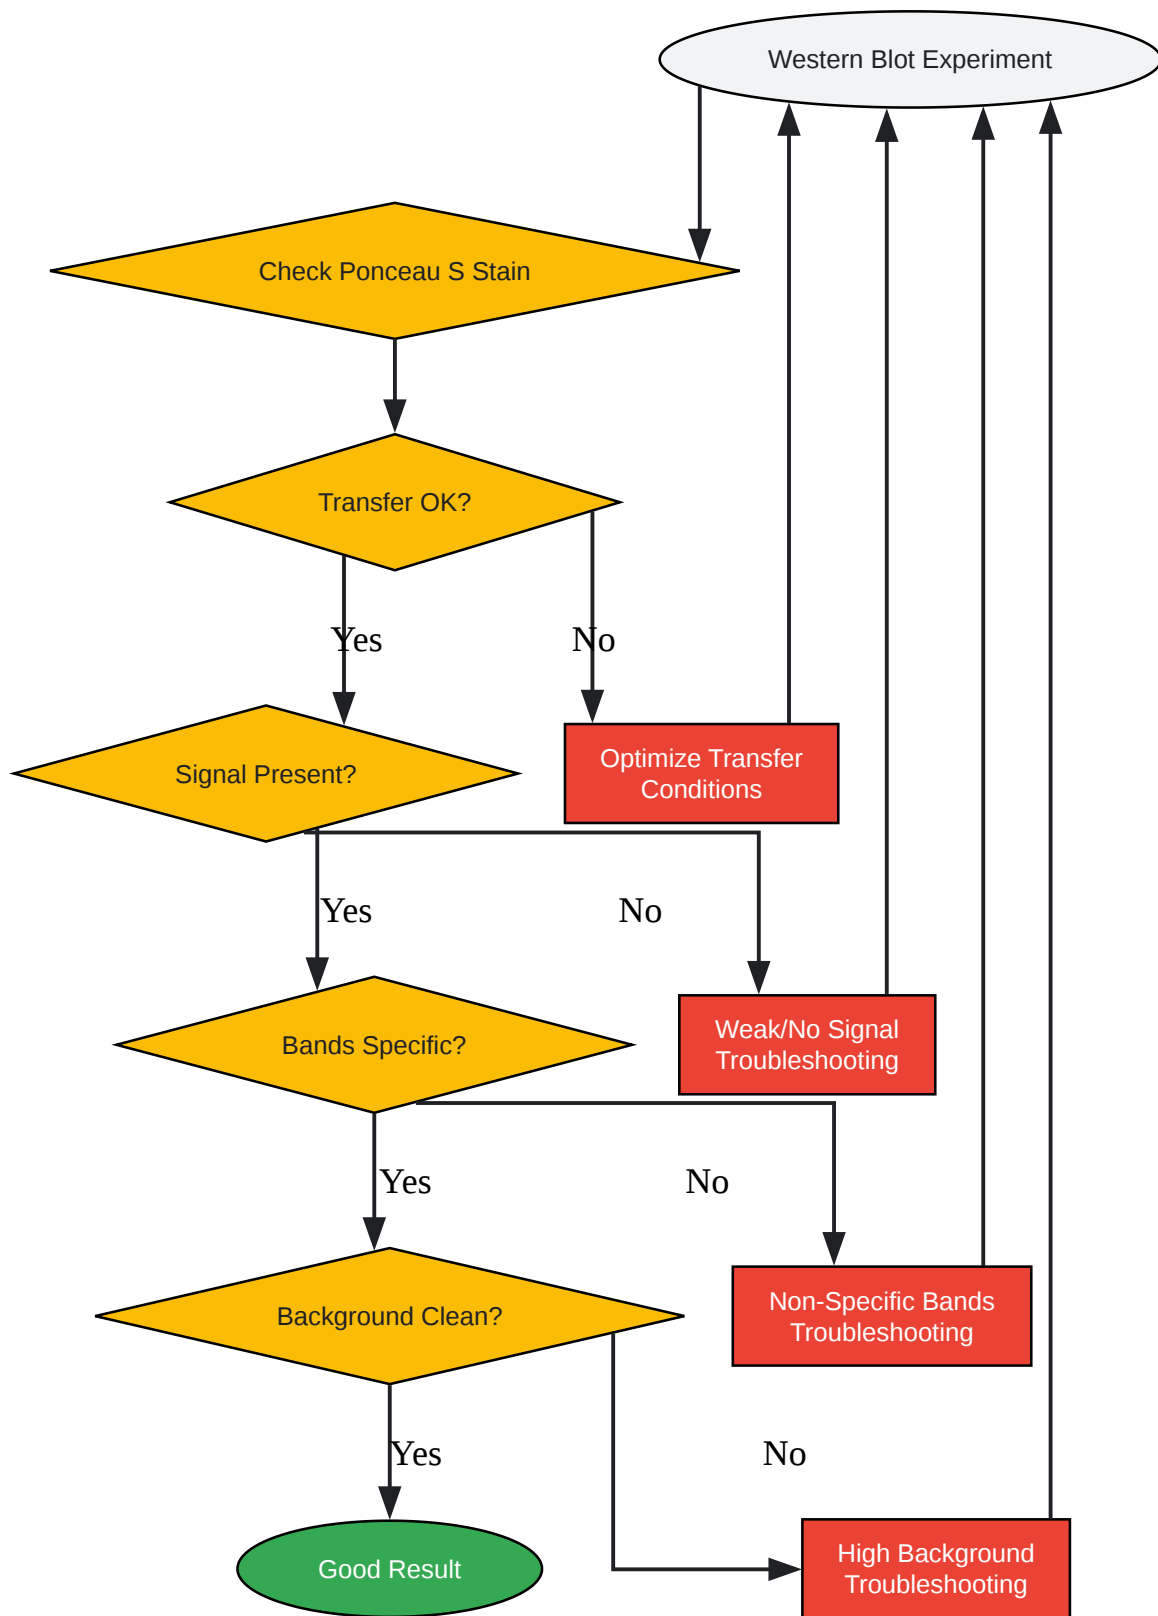 Western Blot Experiment
Check Ponceau S Stain
Transfer OK?
Yes
No
Signal Present?
Optimize Transfer
Conditions
Yes
No
Bands Specific?
Weak/No Signal
Troubleshooting
Yes
No
Background Clean?
Non-Specific Bands
Troubleshooting
Yes
No
Good Result
High Background
Troubleshooting